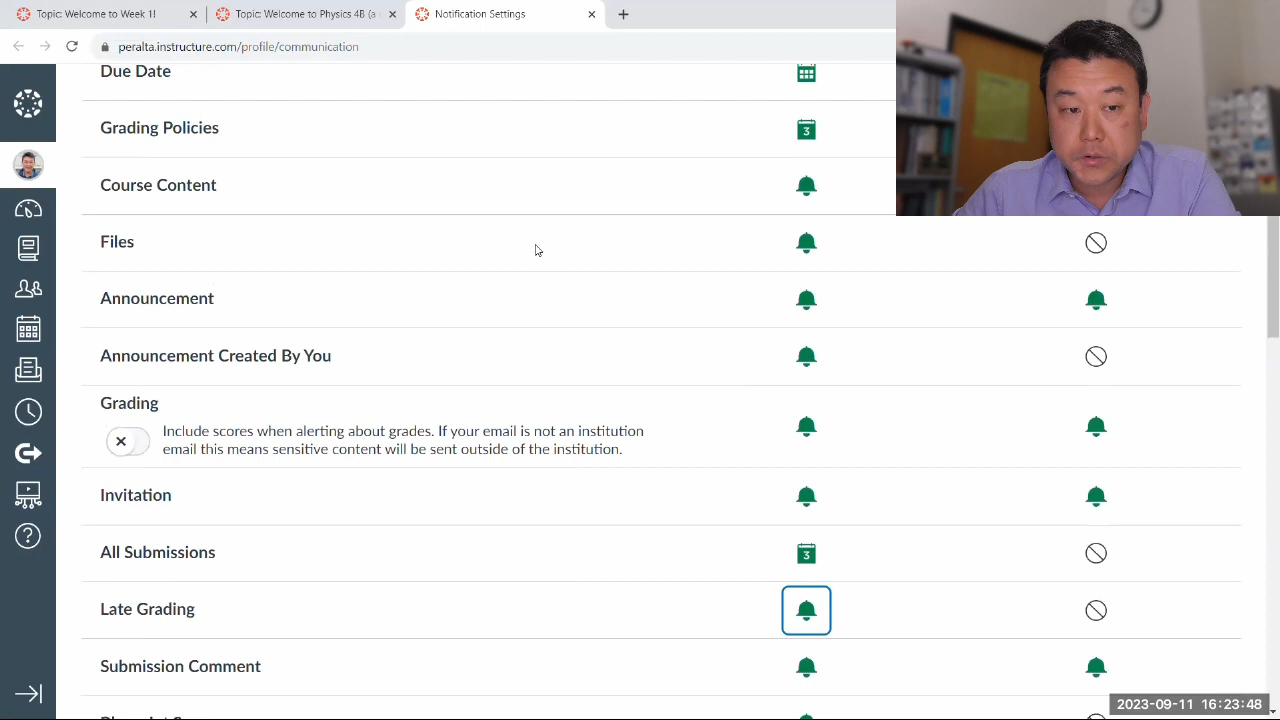 Topic: Welcome to Week 1!
Topic: Welcome to Physics 4B (a
Notification Settings
peralta.instructure.com/profile/communication
Due Date
Grading Policies
3
Course Content
Files
Announcement
Announcement Created By You
Grading
Include scores when alerting about grades. If your email is not an institution
email this means sensitive content will be sent outside of the institution.
Invitation
All Submissions
3
Late Grading
Submission Comment
2023-09-11 16:23:48